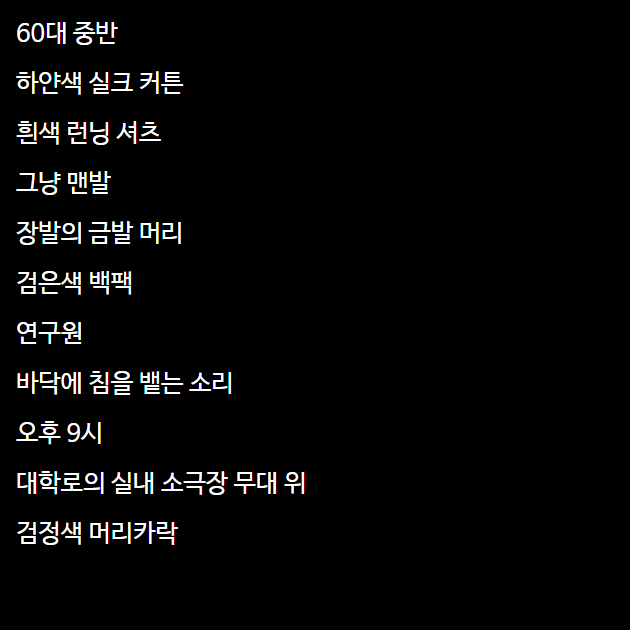 60대 중반
하얀색 실크 커튼
흰색 런닝 셔츠
그냥 맨발
장발의 금발 머리
검은색 백팩
연구원
바닥에 침을 뱉는 소리
오후 9시
대학로의 실내 소극장 무대 위
검정색 머리카락